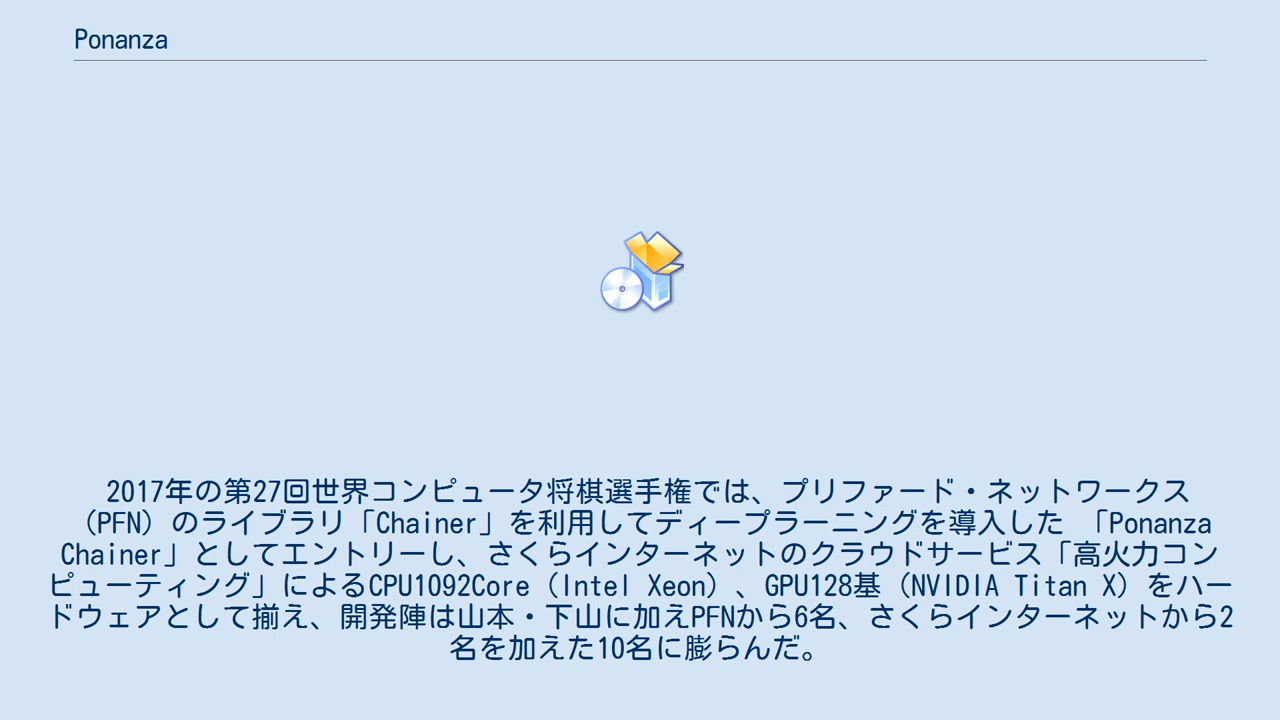 Ponanza
2017年の第27回世界コンピュータ将棋選手権では、プリファード・ネットワークス
（PFN）のライブラリ「Chainer」を利用してディープラーニングを導入した 「Ponanza
Chainer」としてエントリーし、さくらインターネットのクラウドサービス「高火力コン
ピューティング」によるCPU1092Core（Intel Xeon）、GPU128基（NVIDIA Titan X）をハー
ドウェアとして揃え、開発陣は山本・下山に加えPFNから6名、さくらインターネットから2
名を加えた10名に膨らんだ。